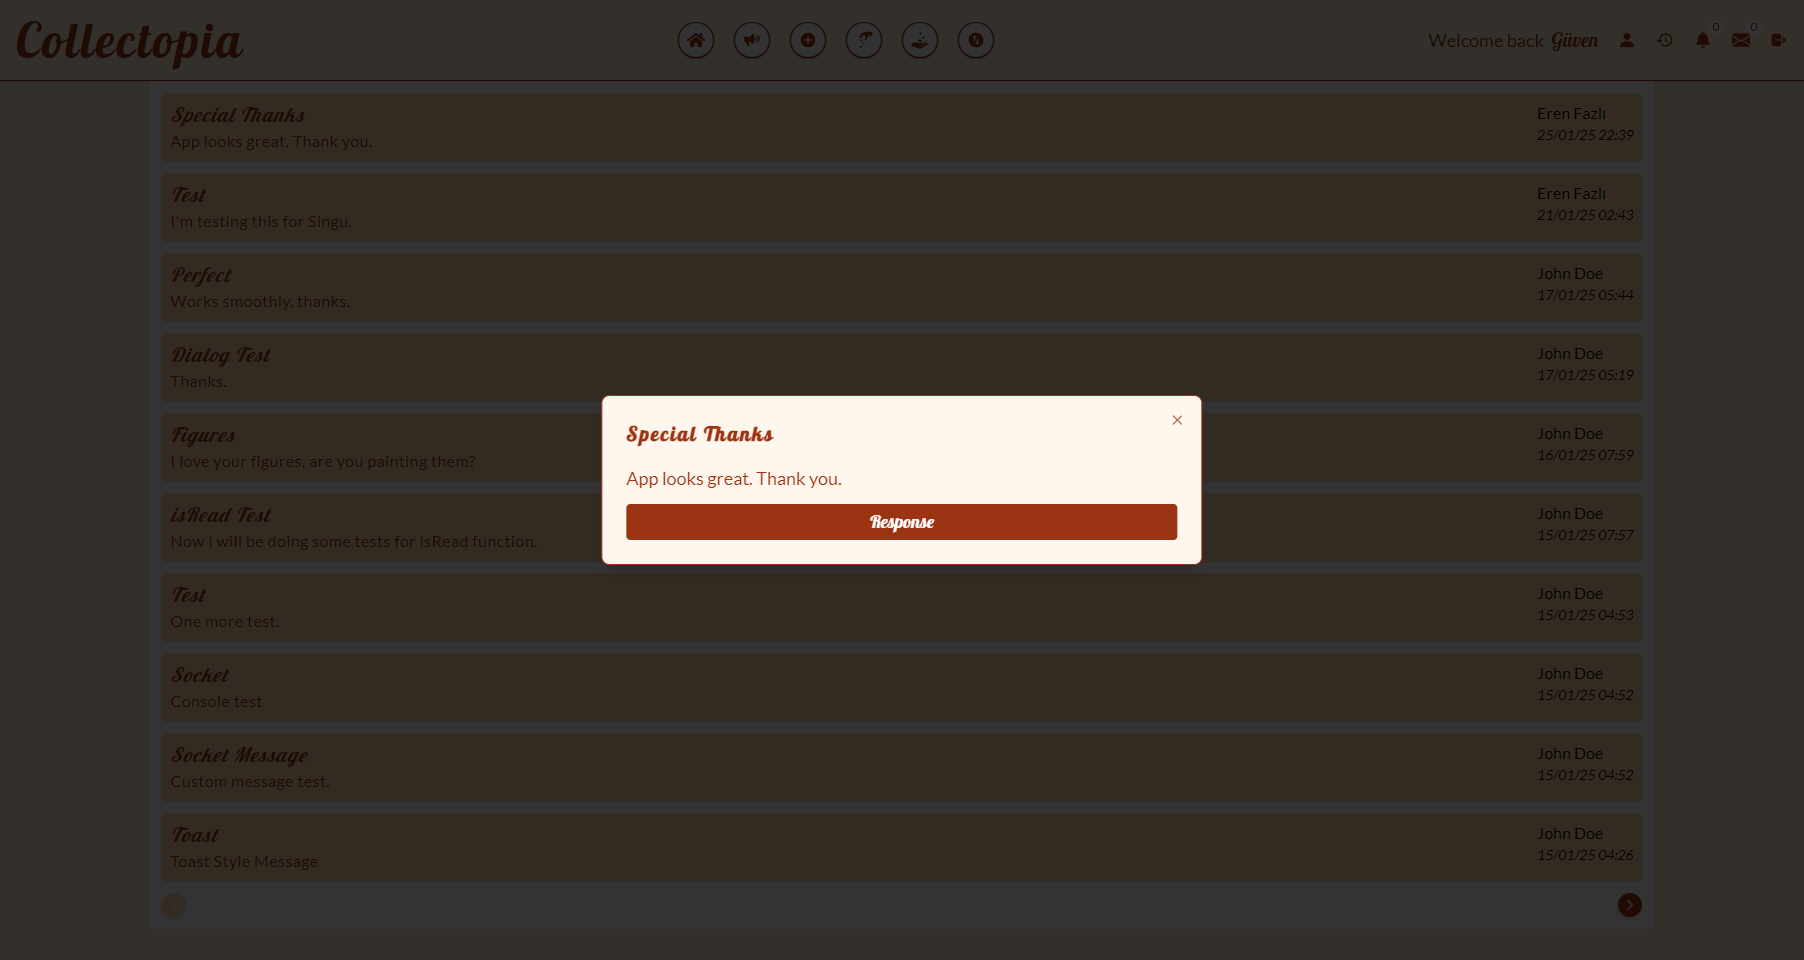 Collectopia
Welcome back Güven
0
0
Special Thanks
App looks great. Thank you.
Eren Fazlı
25/01/25 22:39
Test
I'm testing this for Singu.
Eren Fazlı
21/01/25 02:43
Perfect
Works smoothly, thanks.
John Doe
17/01/25 05:44
Dialog Test
Thanks.
John Doe
17/01/25 05:19
Figures
I love your figures, are you painting them?
John Doe
16/01/25 07:59
Special Thanks
App looks great. Thank you.
Response
isRead Test
Now i will be doing some tests for isRead function.
John Doe
15/01/25 07:57
Test
One more test.
John Doe
15/01/25 04:53
Socket
Console test
John Doe
15/01/25 04:52
Socket Message
Custom message test.
John Doe
15/01/25 04:52
Toast
Toast Style Message
John Doe
15/01/25 04:26